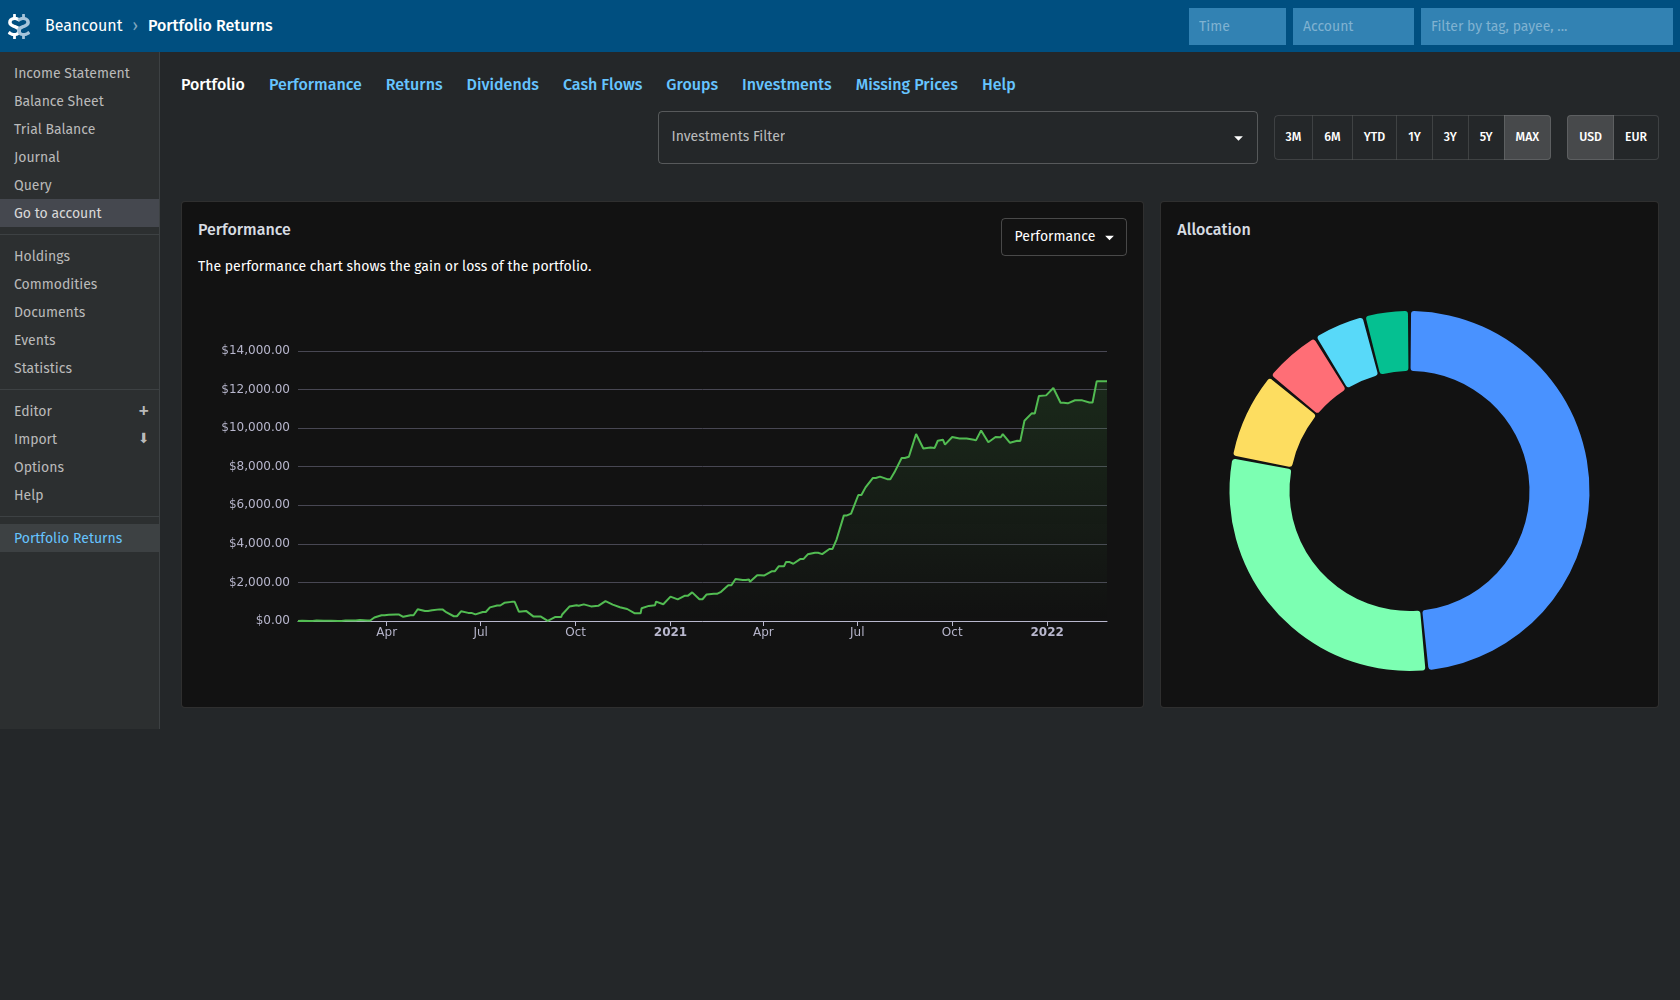 Beancount › Portfolio Returns
Time
Account
Filter by tag, payee, ...
Income Statement
Balance Sheet
Trial Balance
Journal
Query
Go to account
Holdings
Commodities
Documents
Events
Statistics
Editor +
Import
Options
Help
Portfolio Returns
Portfolio Performance Returns Dividends Cash Flows Groups Investments Missing Prices Help
Investments Filter
3M 6M YTD 1Y 3Y 5Y MAX
USD EUR
Performance
Performance
The performance chart shows the gain or loss of the portfolio.
$14,000.00
$12,000.00
$10,000.00
$8,000.00
$6,000.00
$4,000.00
$2,000.00
$0.00
Apr Jul Oct 2021 Apr Jul Oct 2022
Allocation